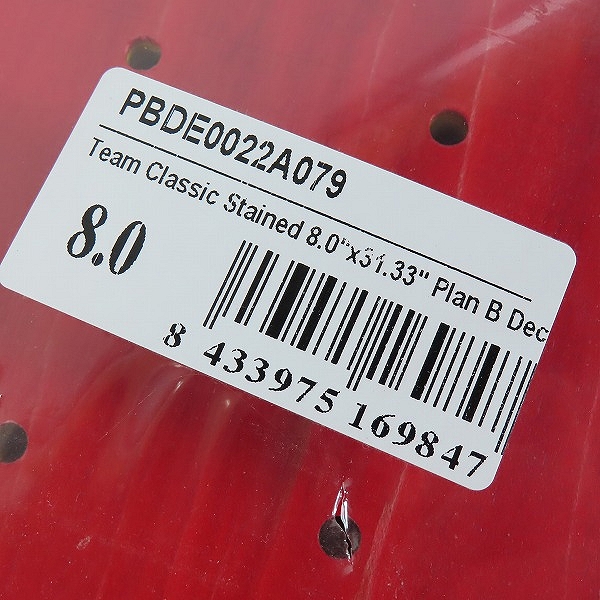 PBDE0022A079
Team Classic Stained 8.0"x31.33" Plan B Dec
8.0
8 433975 169847